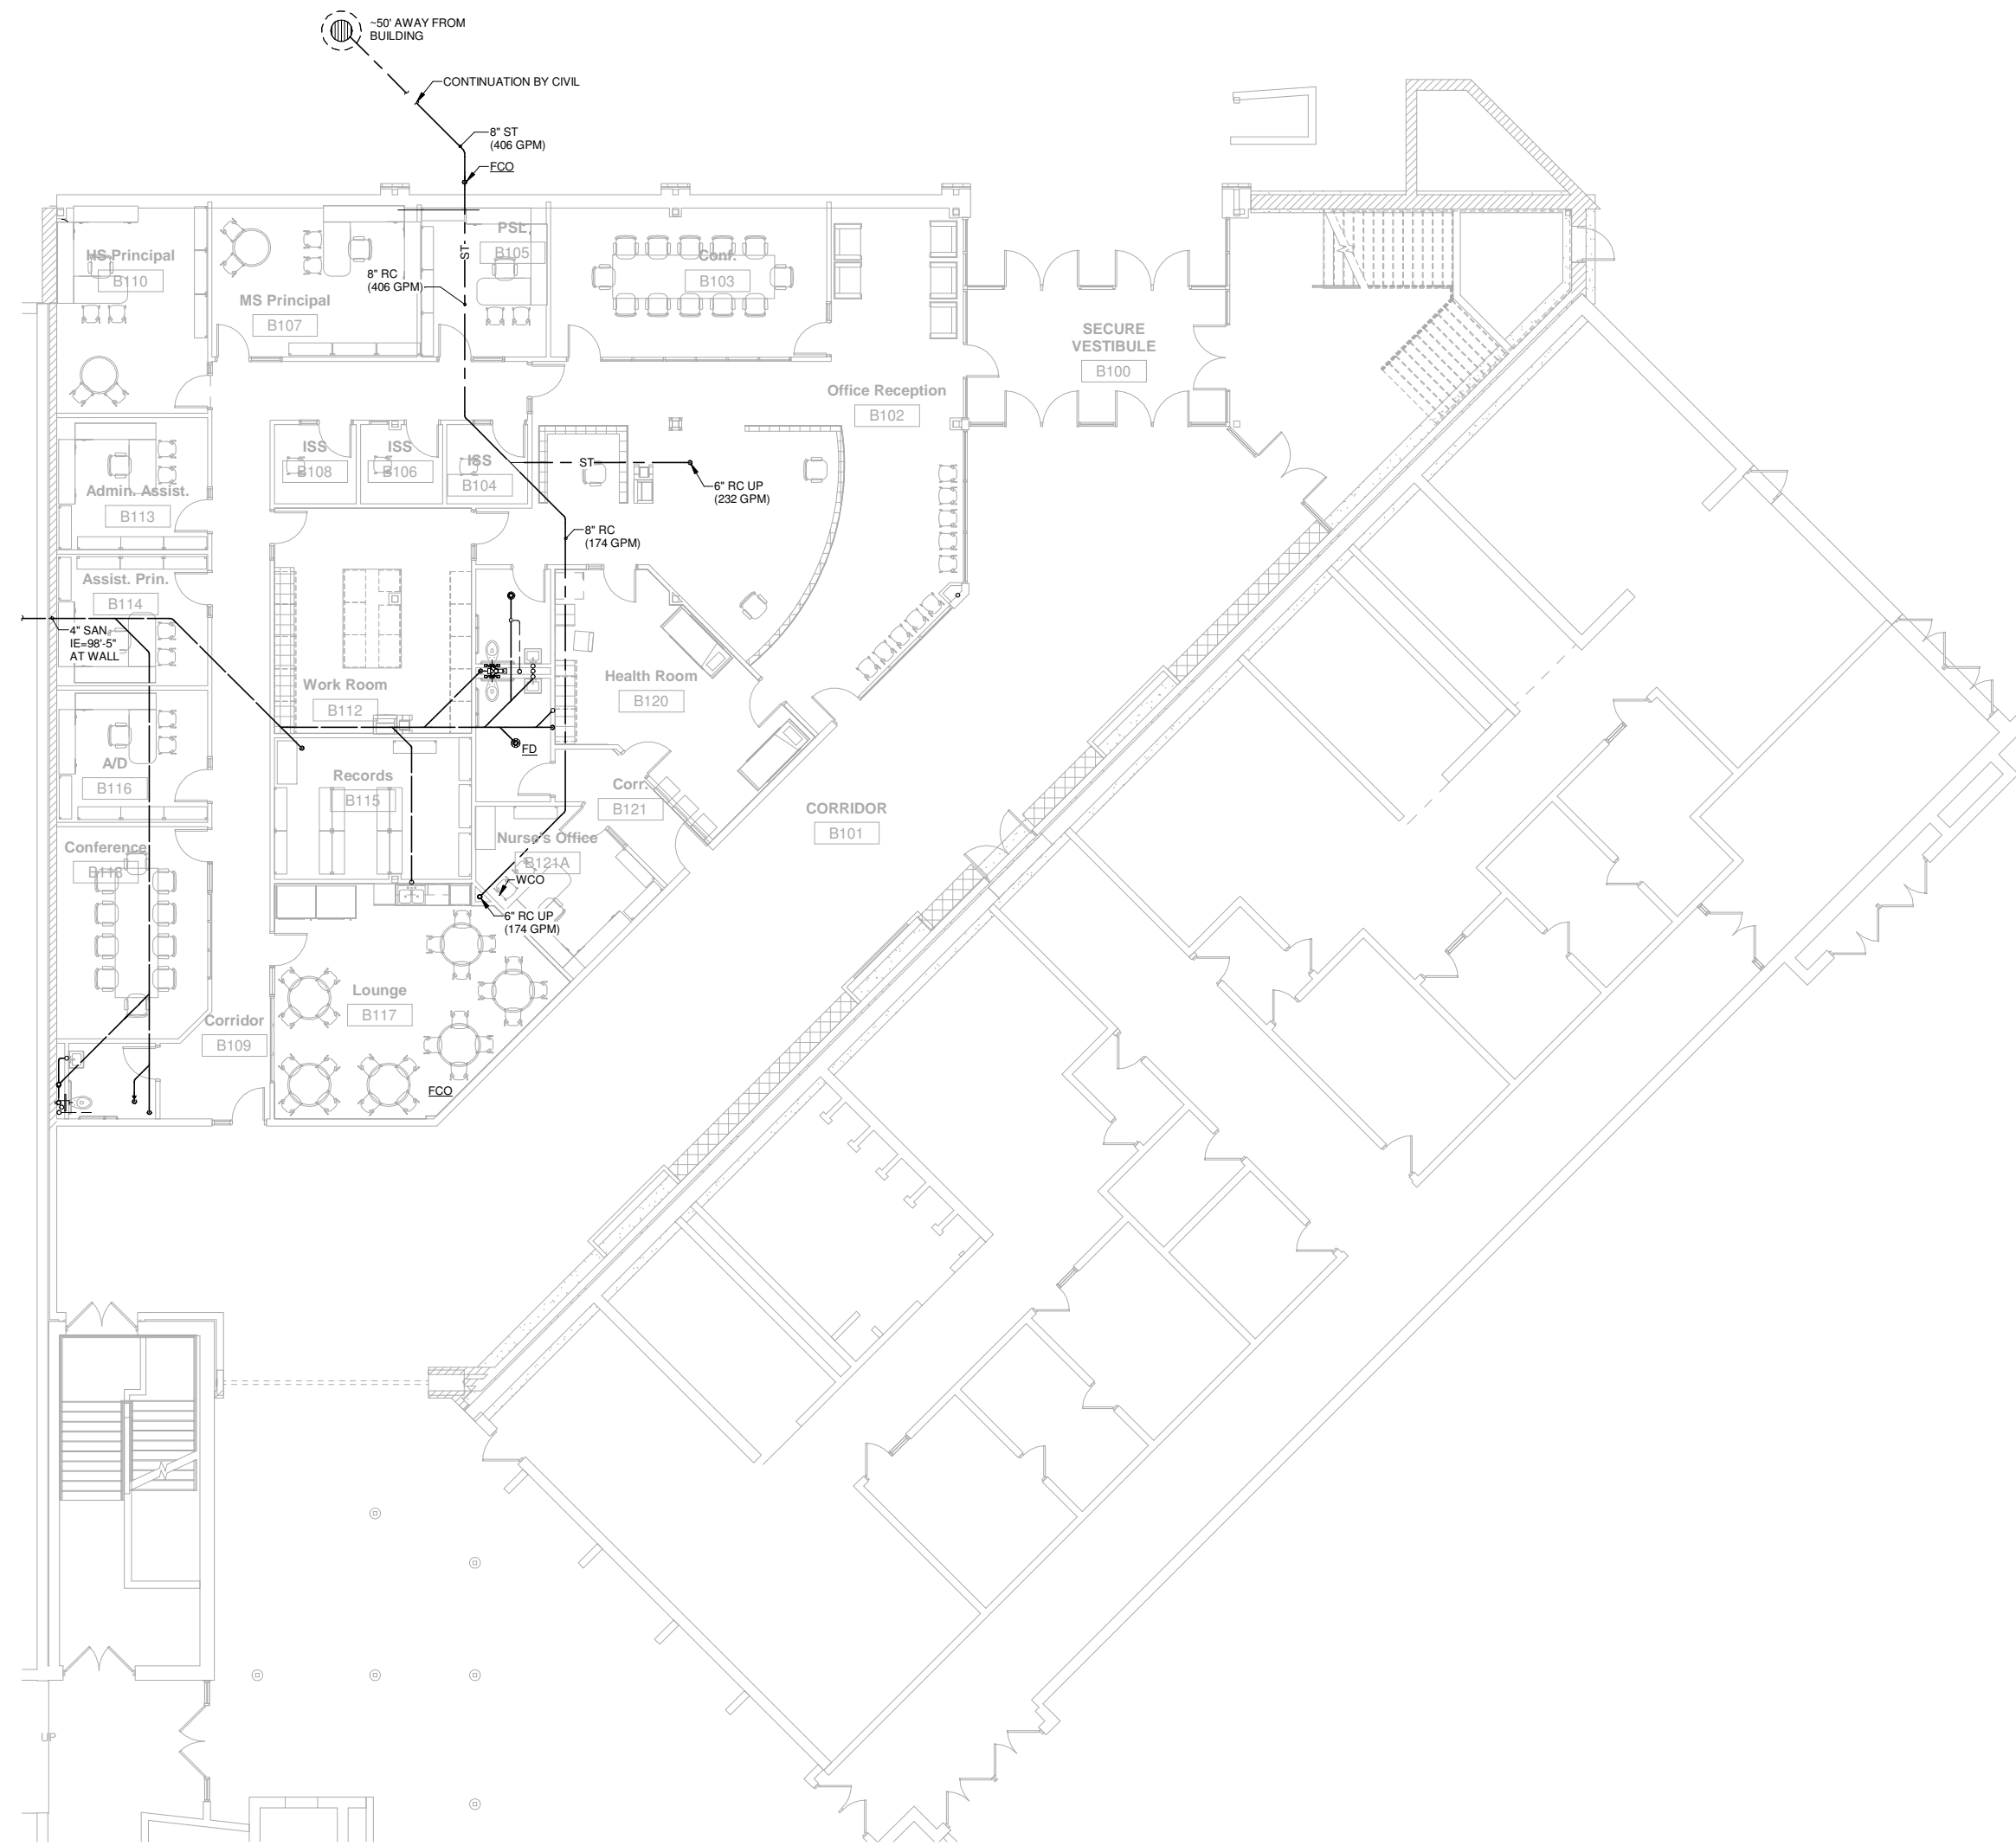 ~50' AWAY FROM
BUILDING
CONTINUATION BY CIVIL
8" ST
(406 GPM)
FCO
HS Principal
B110
MS Principal
B107
8" RC
(406 GPM)
ST
PSL
B105
Conf.
B103
SECURE
VESTIBULE
B100
Office Reception
B102
ISS
B108
ISS
B106
ISS
B104
ST
6" RC UP
(232 GPM)
Admin. Assist.
B113
8" RC
(174 GPM)
Assist. Prin.
B114
4" SAN
IE=98'-5"
AT WALL
Work Room
B112
Health Room
B120
FD
A/D
B116
Records
B115
Corr.
B121
CORRIDOR
B101
Conference
B118
Nurse's Office
B121A
WCO
6" RC UP
(174 GPM)
Lounge
B117
Corridor
B109
FCO
UP